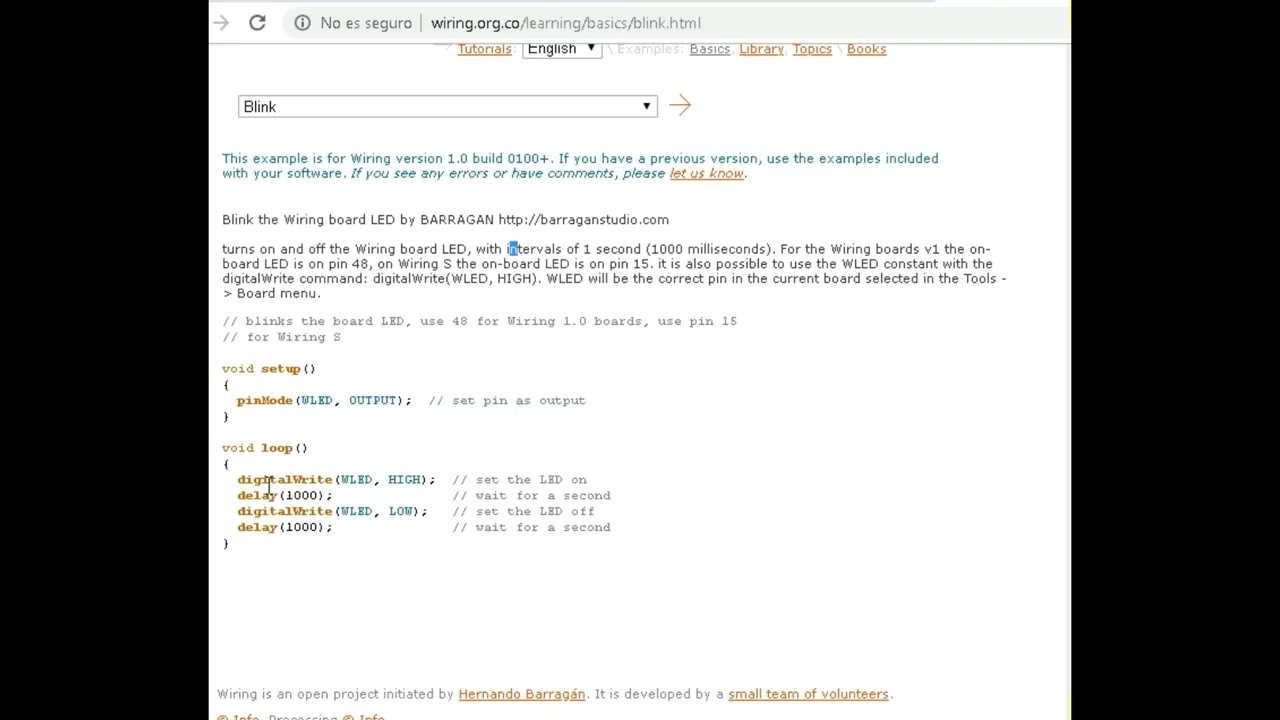 No es seguro | wiring.org.co/learning/basics/blink.html
Tutorials: English \ Examples: Basics, Library, Topics \ Books
Blink
This example is for Wiring version 1.0 build 0100+. If you have a previous version, use the examples included
with your software. If you see any errors or have comments, please let us know.
Blink the Wiring board LED by BARRAGAN http://barraganstudio.com
turns on and off the Wiring board LED, with intervals of 1 second (1000 milliseconds). For the Wiring boards v1 the on-
board LED is on pin 48, on Wiring S the on-board LED is on pin 15. it is also possible to use the WLED constant with the
digitalWrite command: digitalWrite(WLED, HIGH). WLED will be the correct pin in the current board selected in the Tools -
> Board menu.
// blinks the board LED, use 48 for Wiring 1.0 boards, use pin 15
// for Wiring S
void setup()
{
pinMode(WLED, OUTPUT); // set pin as output
}
void loop()
{
digitalWrite(WLED, HIGH); // set the LED on
delay(1000); // wait for a second
digitalWrite(WLED, LOW); // set the LED off
delay(1000); // wait for a second
}
Wiring is an open project initiated by Hernando Barragán. It is developed by a small team of volunteers.
© Info, Processing © Info